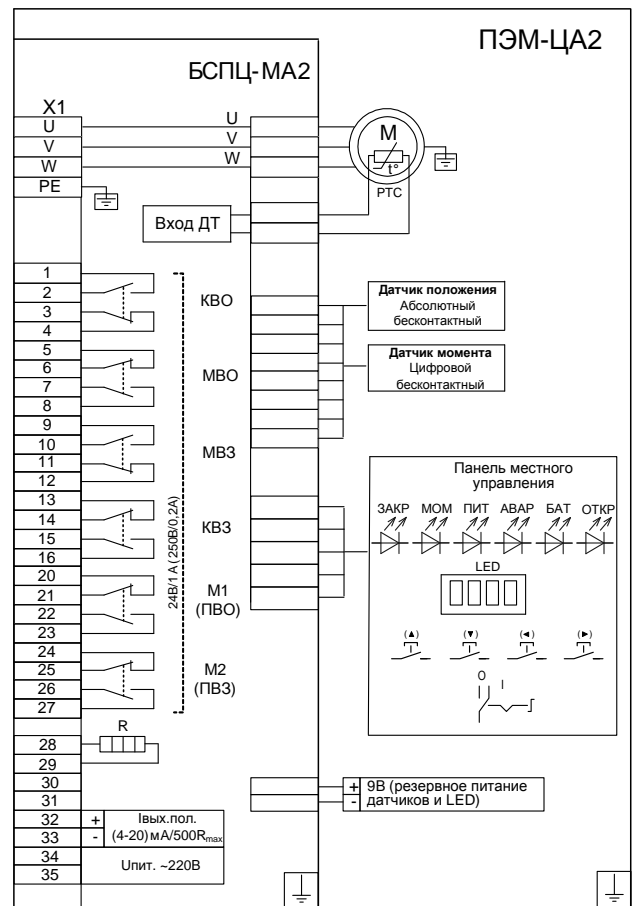 ПЭМ-ЦА2
БСПЦ-МА2
X1
U
V
W
PE
U
V
W
M
t°
РТС
Вход ДТ
1
2
3
4
5
6
7
8
9
10
11
12
13
14
15
16
20
21
22
23
24
25
26
27
28
29
30
31
32
33
34
35
КВО
МВО
МВЗ
КВЗ
М1
(ПВО)
М2
(ПВЗ)
24В/1 А ( 250В/0,2А)
R
+ Iвых.пол.
- (4-20) мА/500Rmax
Uпит. ~220В
Датчик положения
Абсолютный
бесконтактный
Датчик момента
Цифровой
бесконтактный
Панель местного
управления
ЗАКР МОМ ПИТ АВАР БАТ ОТКР
LED
(▲) (▼) (◄) (►)
O
I
+ 9В (резервное питание
- датчиков и LED)